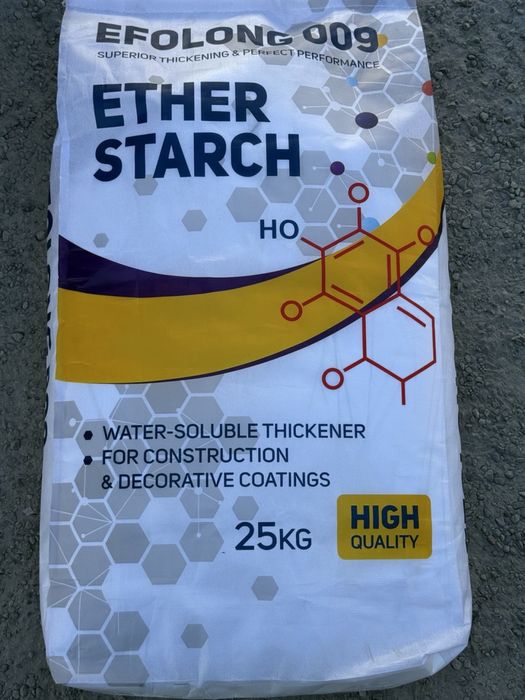 EFOLONG 009
SUPERIOR THICKENING & PERFECT PERFORMANCE
ETHER
STARCH
HO
WATER-SOLUBLE THICKENER
FOR CONSTRUCTION
& DECORATIVE COATINGS
25KG
HIGH
QUALITY